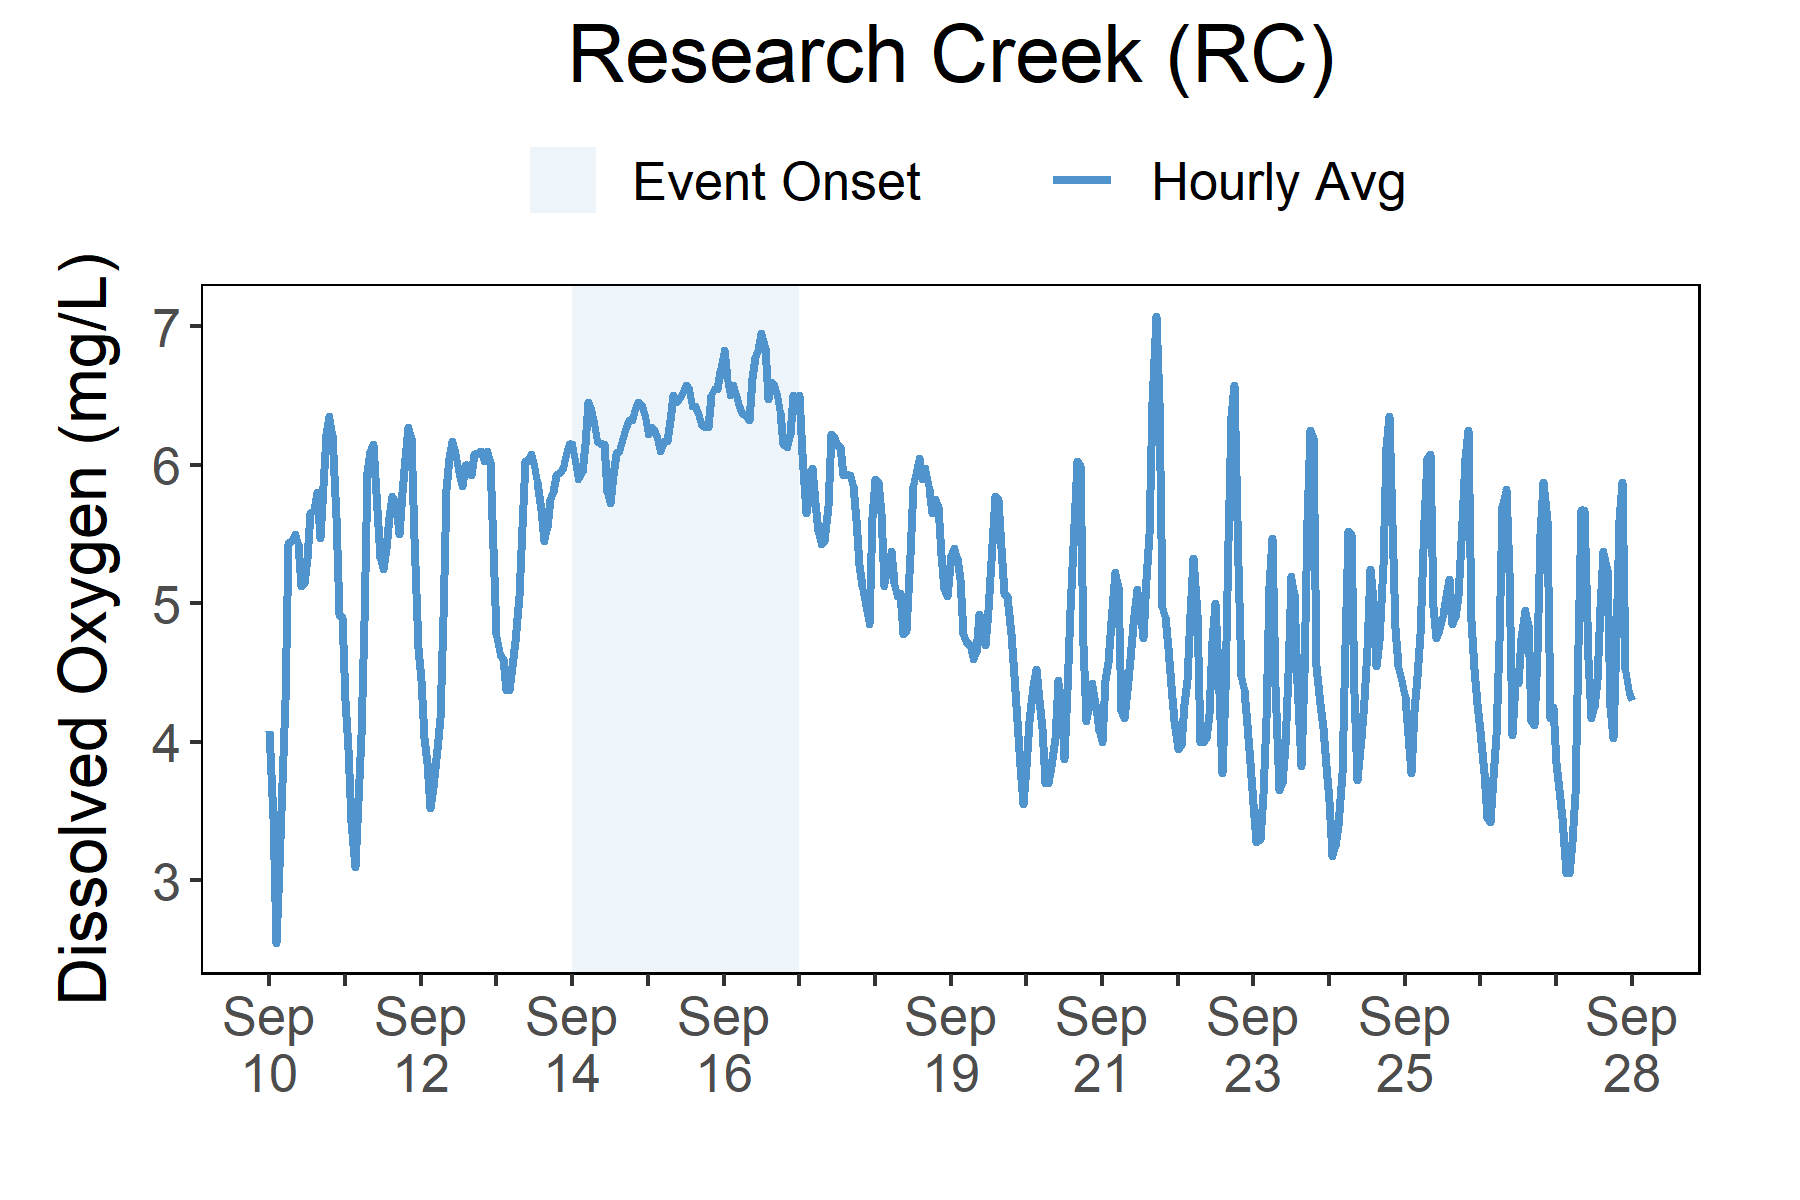 Research Creek (RC)
Event Onset
Hourly Avg
Dissolved Oxygen (mg/L)
7
6
5
4
3
Sep
10
Sep
12
Sep
14
Sep
16
Sep
19
Sep
21
Sep
23
Sep
25
Sep
28